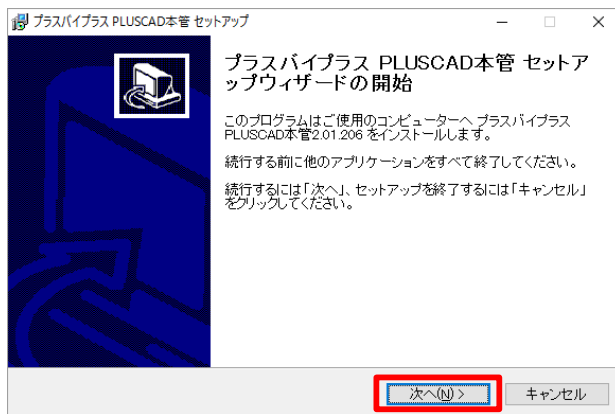 プラスバイプラス PLUSCAD本管 セットアップ
プラスバイプラス PLUSCAD本管 セットア
ップウィザードの開始
このプログラムはご使用のコンピューターへ プラスバイプラス
PLUSCAD本管2.01.206 をインストールします。
続行する前に他のアプリケーションをすべて終了してください。
続行するには「次へ」、セットアップを終了するには「キャンセル」
をクリックしてください。
次へ(N) >
キャンセル